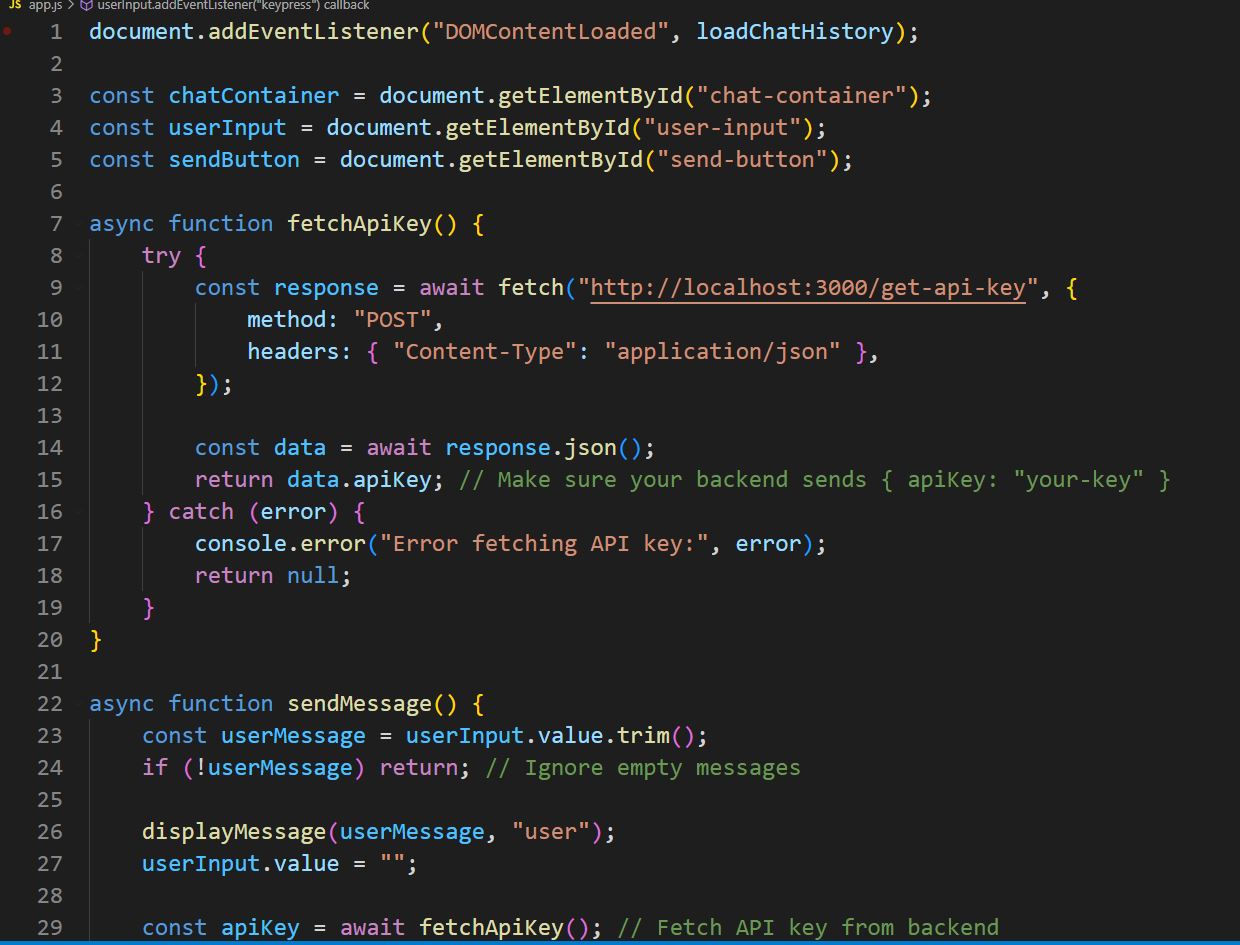 JS app.js > userInput.addEventListener("keypress") callback
1 document.addEventListener("DOMContentLoaded", loadChatHistory);
2
3 const chatContainer = document.getElementById("chat-container");
4 const userInput = document.getElementById("user-input");
5 const sendButton = document.getElementById("send-button");
6
7 async function fetchApiKey() {
8     try {
9         const response = await fetch("http://localhost:3000/get-api-key", {
10             method: "POST",
11             headers: { "Content-Type": "application/json" },
12         });
13
14         const data = await response.json();
15         return data.apiKey; // Make sure your backend sends { apiKey: "your-key" }
16     } catch (error) {
17         console.error("Error fetching API key:", error);
18         return null;
19     }
20 }
21
22 async function sendMessage() {
23     const userMessage = userInput.value.trim();
24     if (!userMessage) return; // Ignore empty messages
25
26     displayMessage(userMessage, "user");
27     userInput.value = "";
28
29     const apiKey = await fetchApiKey(); // Fetch API key from backend